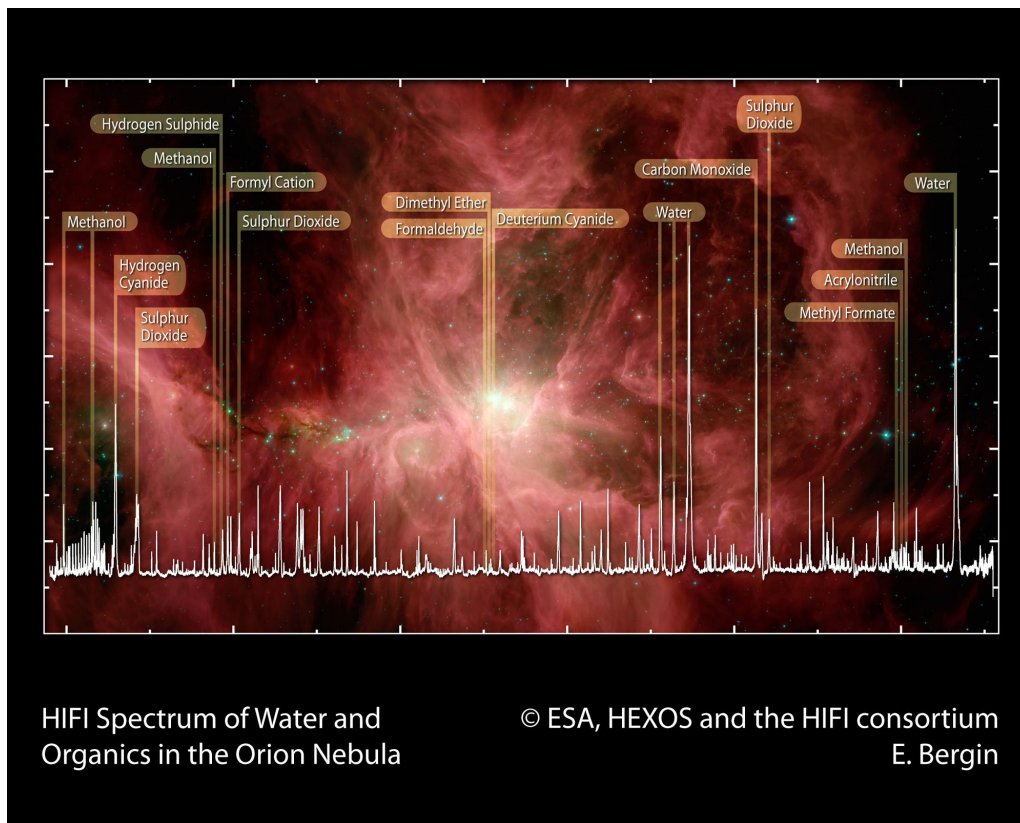 Hydrogen Sulphide
Methanol
Formyl Cation
Methanol
Sulphur Dioxide
Hydrogen
Cyanide
Sulphur
Dioxide
Dimethyl Ether
Formaldehyde
Deuterium Cyanide
Water
Sulphur
Dioxide
Carbon Monoxide
Water
Methanol
Acrylonitrile
Methyl Formate
HIFI Spectrum of Water and
Organics in the Orion Nebula
© ESA, HEXOS and the HIFI consortium
E. Bergin